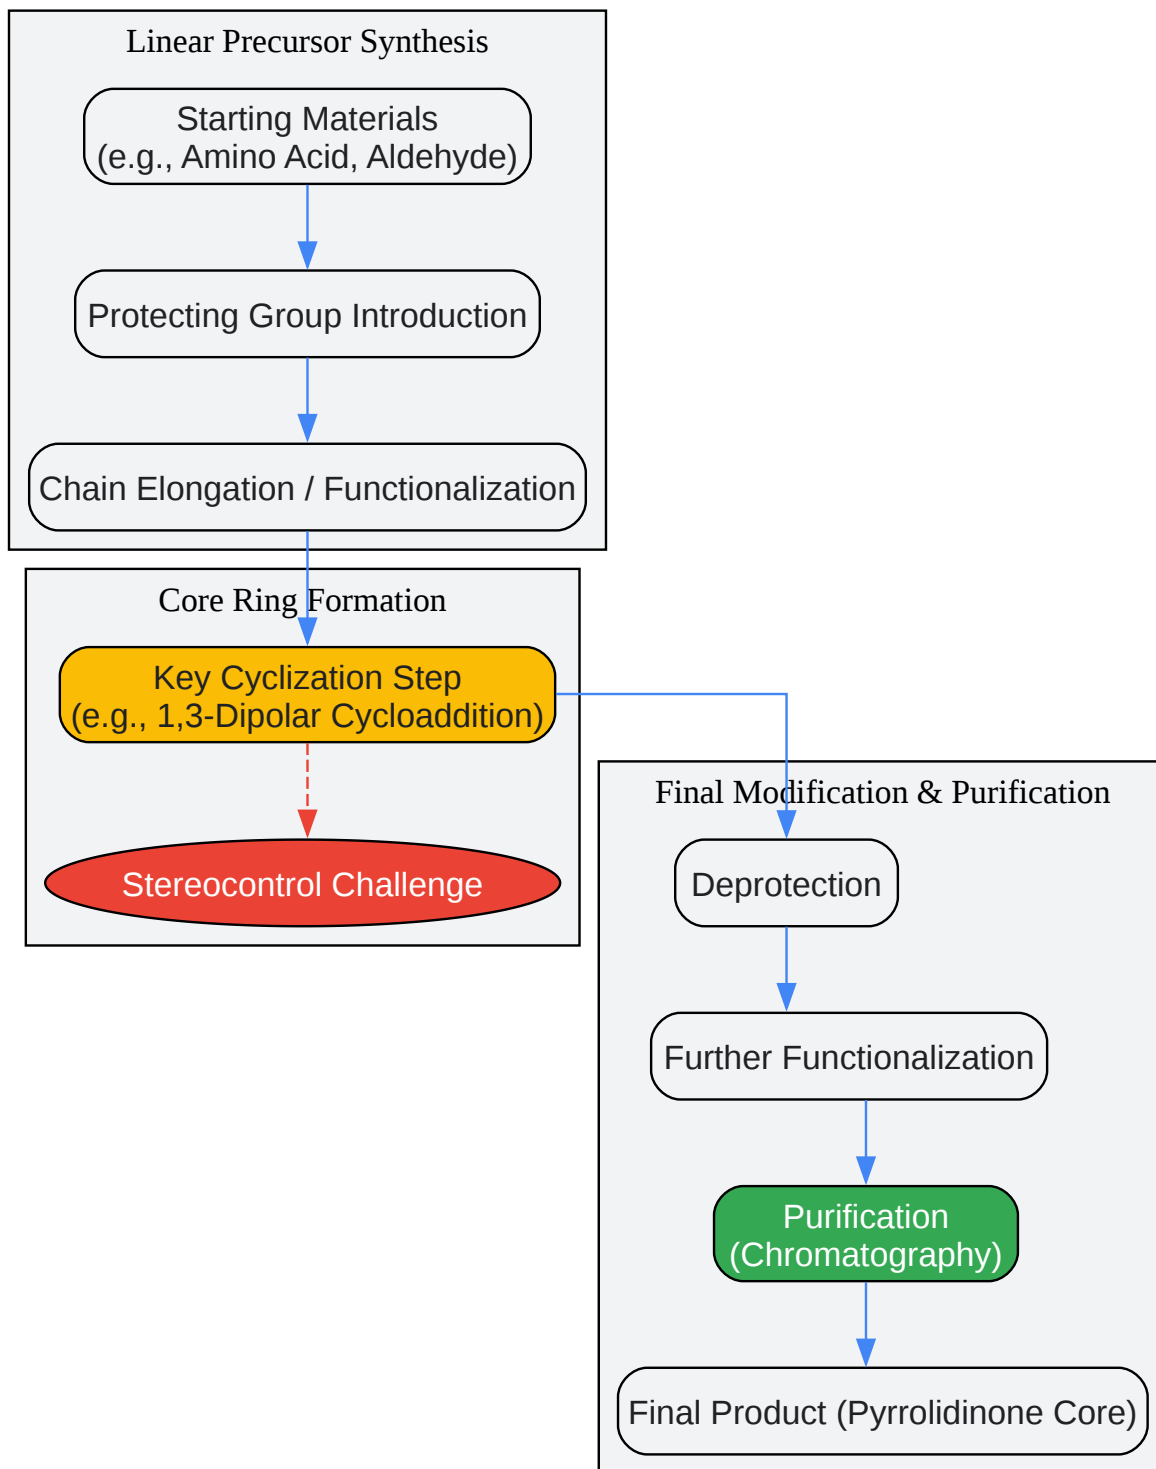 Linear Precursor Synthesis
Starting Materials
(e.g., Amino Acid, Aldehyde)
Protecting Group Introduction
Chain Elongation / Functionalization
Core Ring Formation
Key Cyclization Step
(e.g., 1,3-Dipolar Cycloaddition)
Stereocontrol Challenge
Final Modification & Purification
Deprotection
Further Functionalization
Purification
(Chromatography)
Final Product (Pyrrolidinone Core)